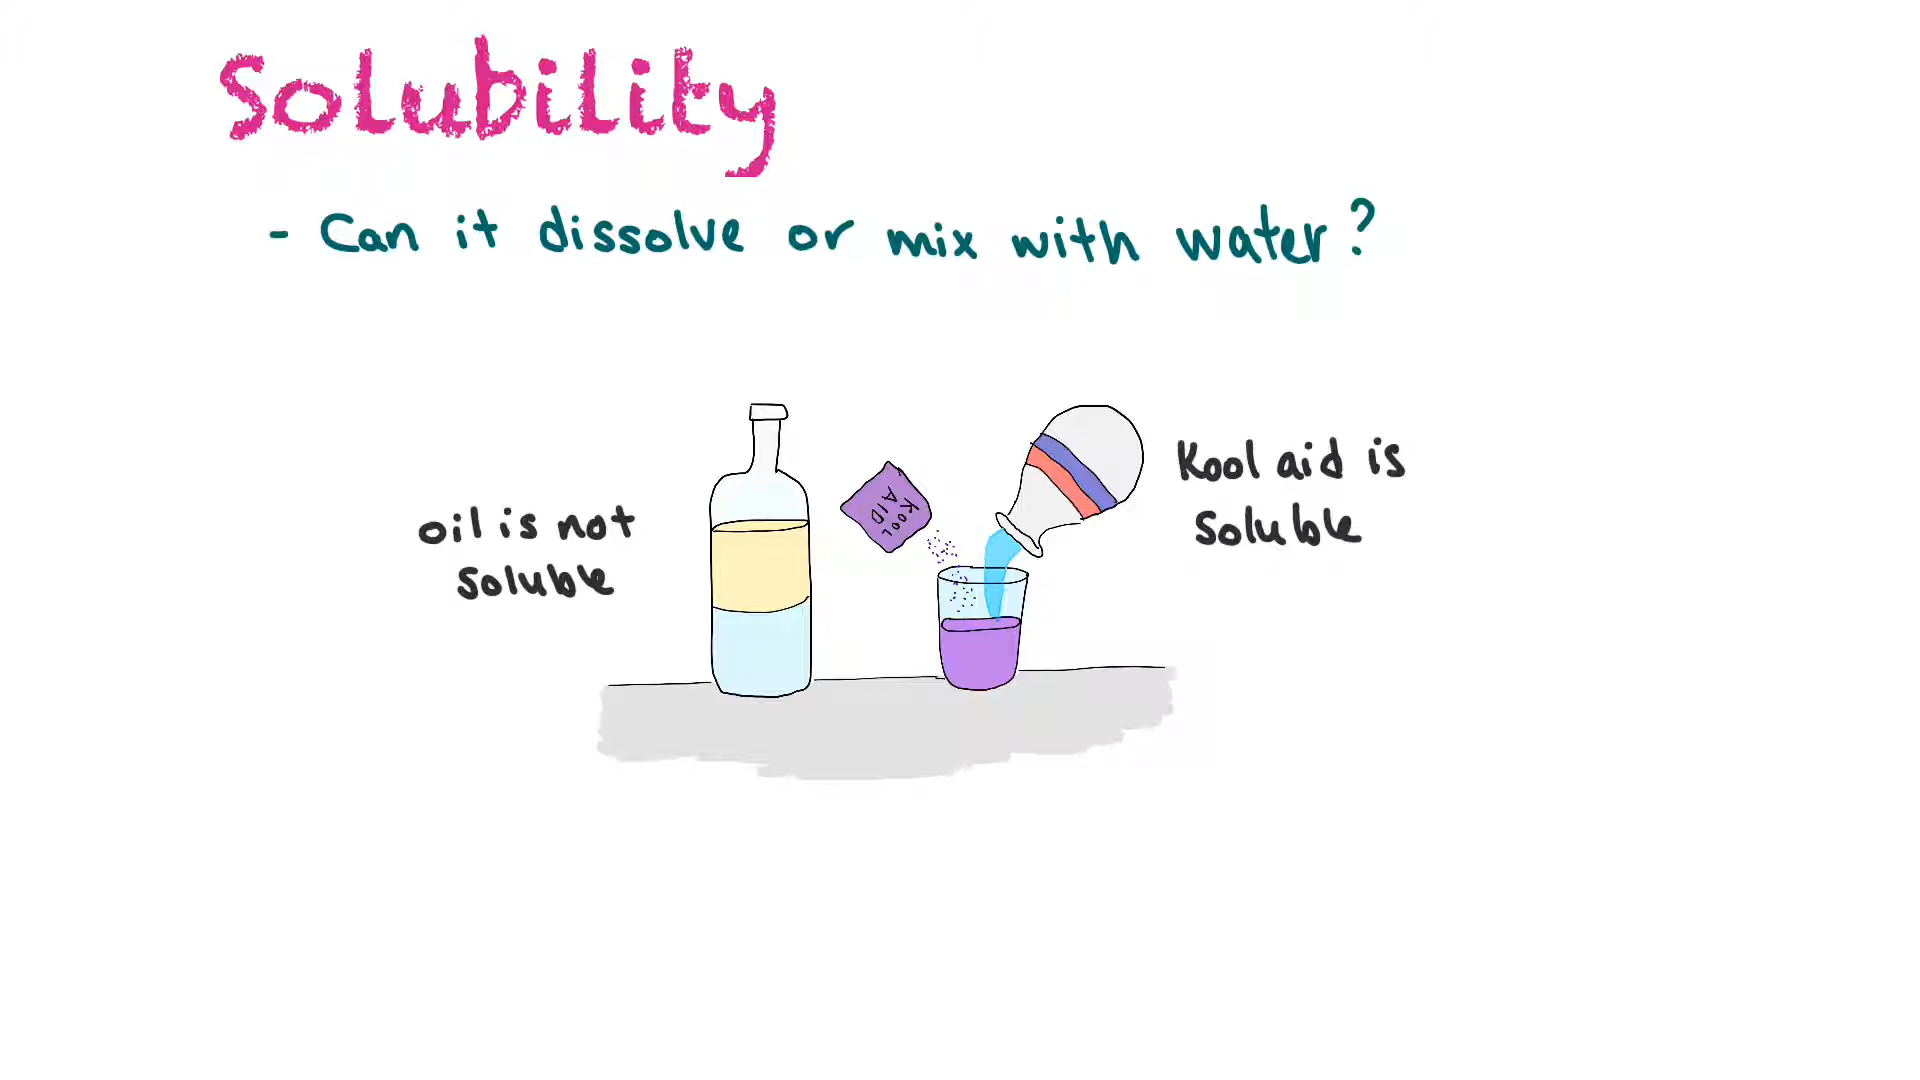 Solubility
- Can it dissolve or mix with water?
oil is not
soluble
KOOL
AID
Kool aid is
Soluble